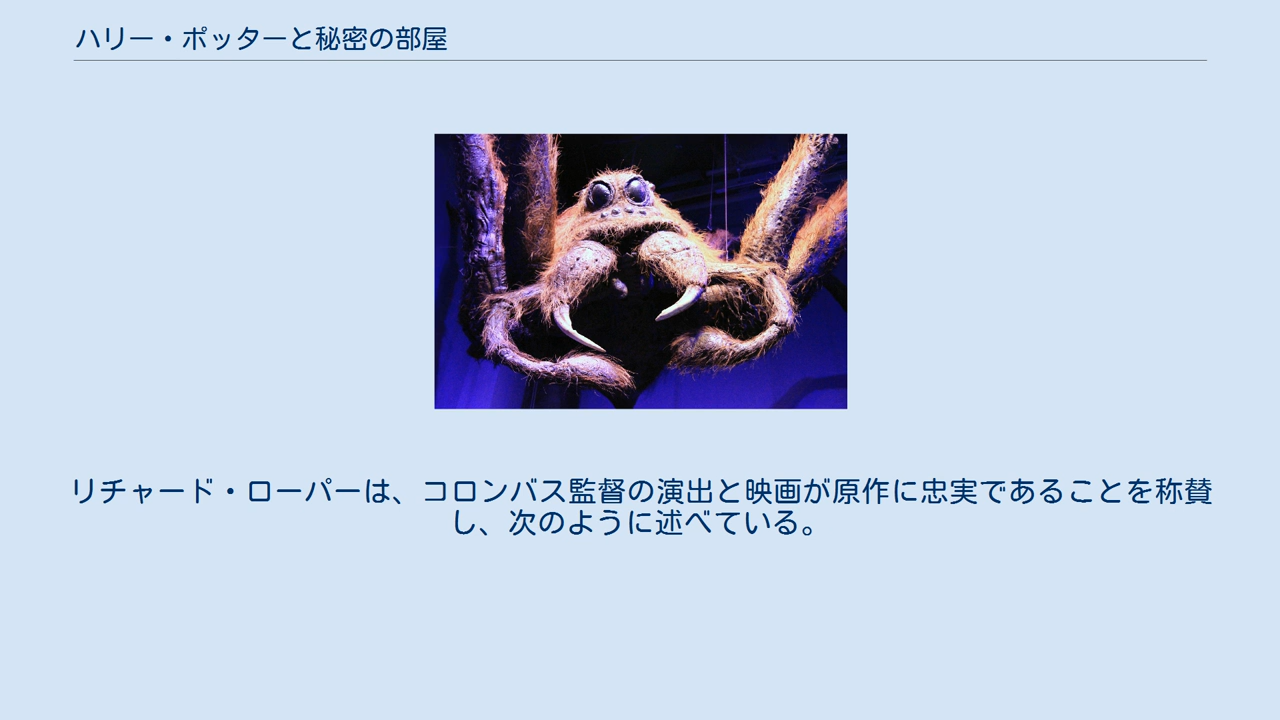 ハリー・ポッターと秘密の部屋
リチャード・ローパーは、コロンバス監督の演出と映画が原作に忠実であることを称賛
し、次のように述べている。